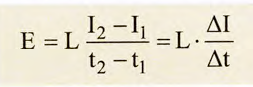 E = L (I₂ − I₁)/(t₂ − t₁) = L · ΔI/Δt